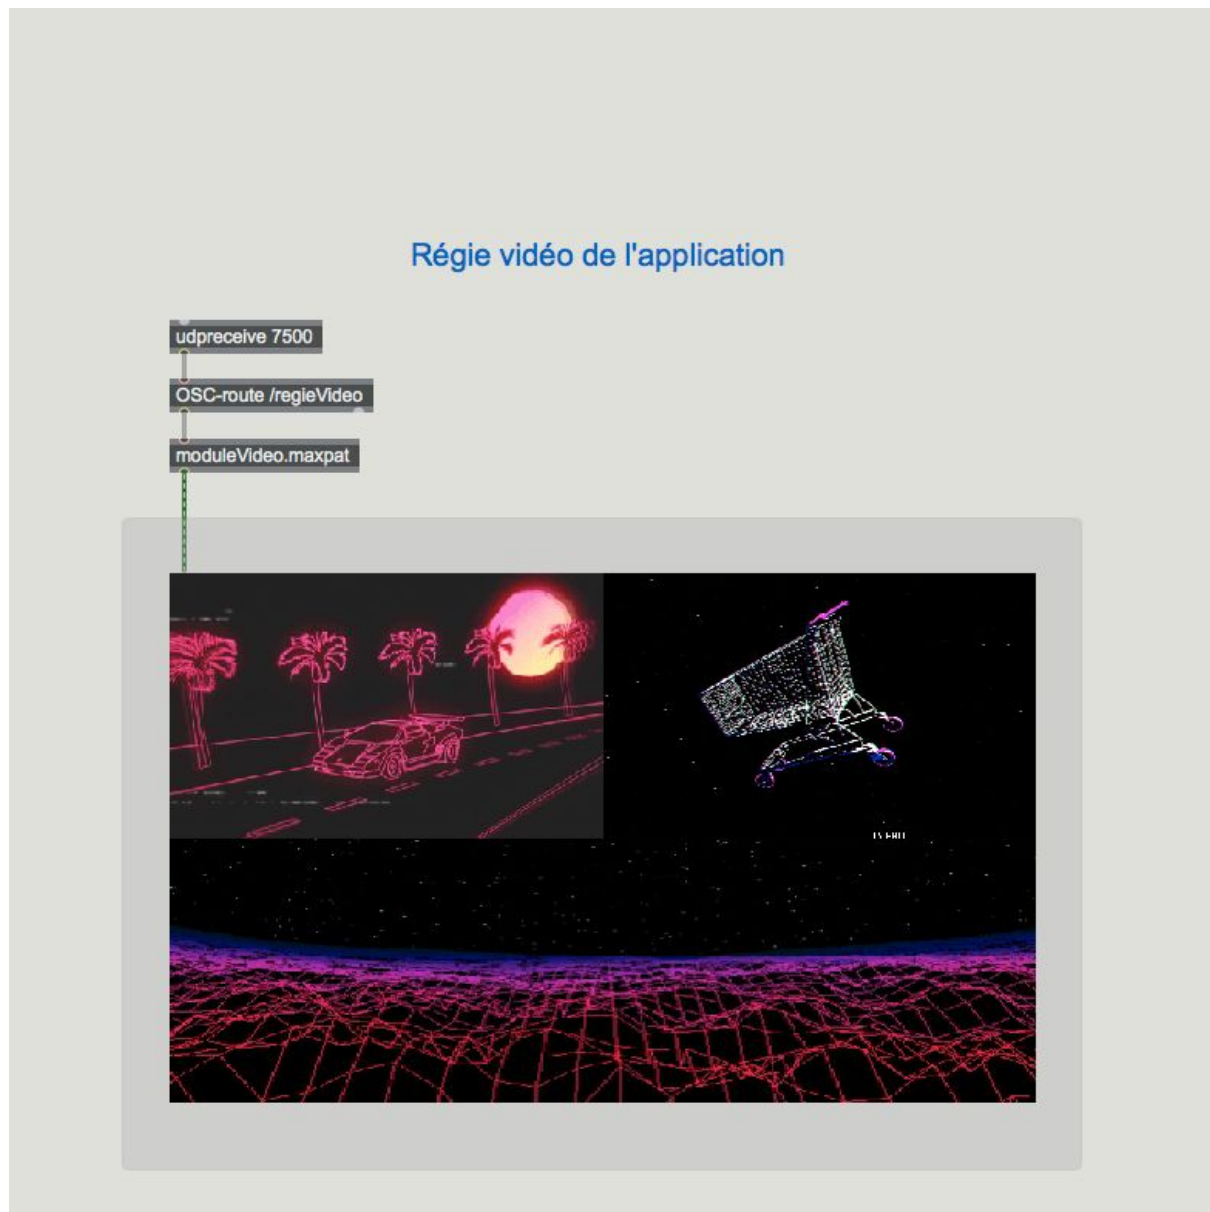 Régie vidéo de l'application
udpreceive 7500
OSC-route /regieVideo
moduleVideo.maxpat